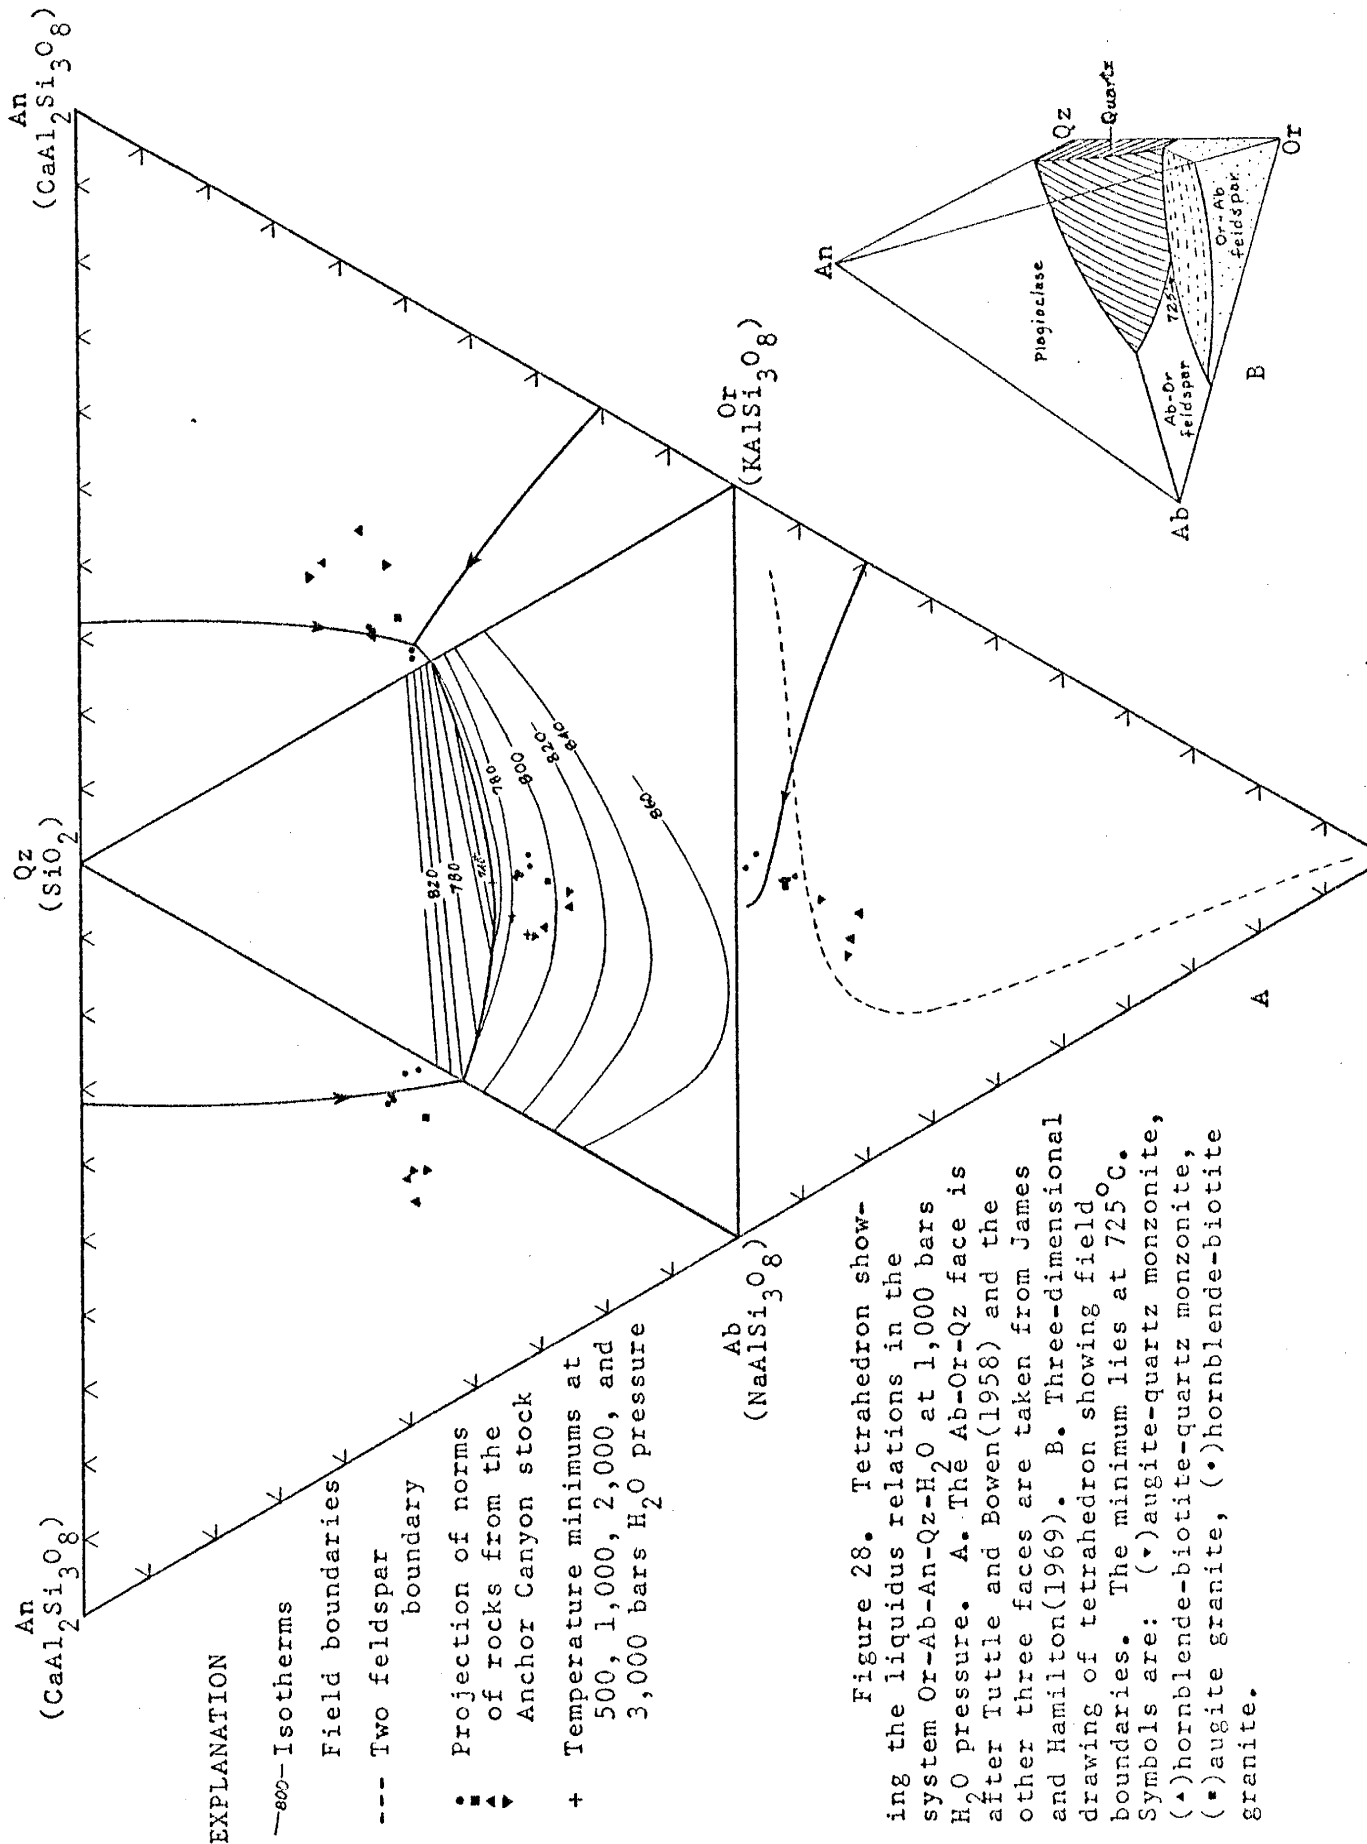 An
(CaAl2Si3O8)
Qz
(SiO2)
An
(CaAl2Si3O8)
820
780
780
800
820
840
860
Ab
(NaAlSi3O8)
Or
(KAlSi3O8)
A
EXPLANATION
—800— Isotherms
Field boundaries
--- Two feldspar
boundary
Projection of norms
of rocks from the
Anchor Canyon stock
+ Temperature minimums at
500, 1,000, 2,000, and
3,000 bars H2O pressure
An
Plagioclase
Qz
Quartz
Ab-Or
feldspar
725°
Or-Ab
feldspar
Ab
Or
B
Figure 28. Tetrahedron show-
ing the liquidus relations in the
system Or-Ab-An-Qz-H2O at 1,000 bars
H2O pressure. A. The Ab-Or-Qz face is
after Tuttle and Bowen(1958) and the
other three faces are taken from James
and Hamilton(1969). B. Three-dimensional
drawing of tetrahedron showing field
boundaries. The minimum lies at 725°C.
Symbols are: (▾)augite-quartz monzonite,
(▴)hornblende-biotite-quartz monzonite,
(▪)augite granite, (•)hornblende-biotite
granite.